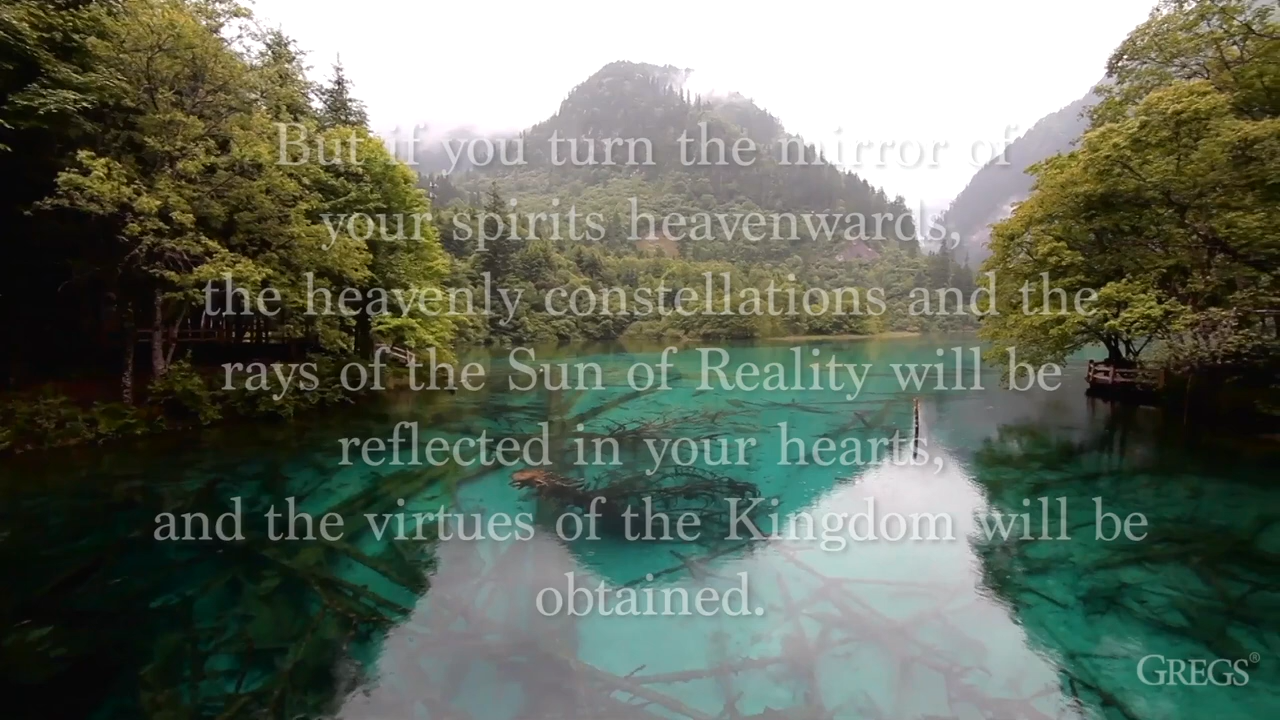 But if you turn the mirror of
your spirits heavenwards,
the heavenly constellations and the
rays of the Sun of Reality will be
reflected in your hearts,
and the virtues of the Kingdom will be
obtained.
GREGS®